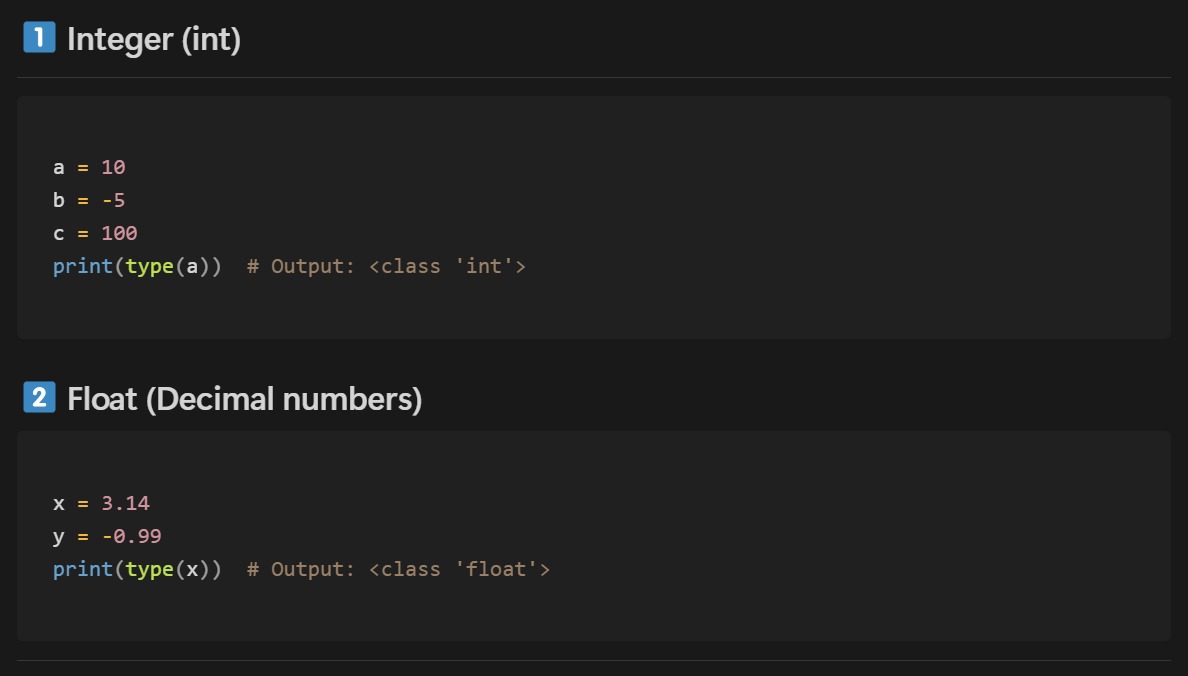 1️⃣ Integer (int)
a = 10
b = -5
c = 100
print(type(a))  # Output: <class 'int'>
2️⃣ Float (Decimal numbers)
x = 3.14
y = -0.99
print(type(x))  # Output: <class 'float'>